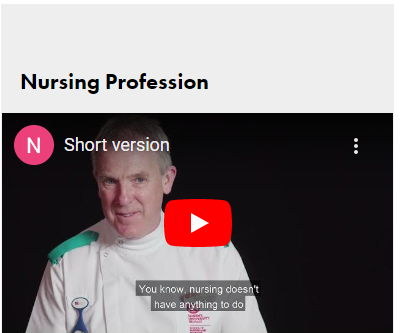 Nursing Profession
N
Short version
You know, nursing doesn't
have anything to do